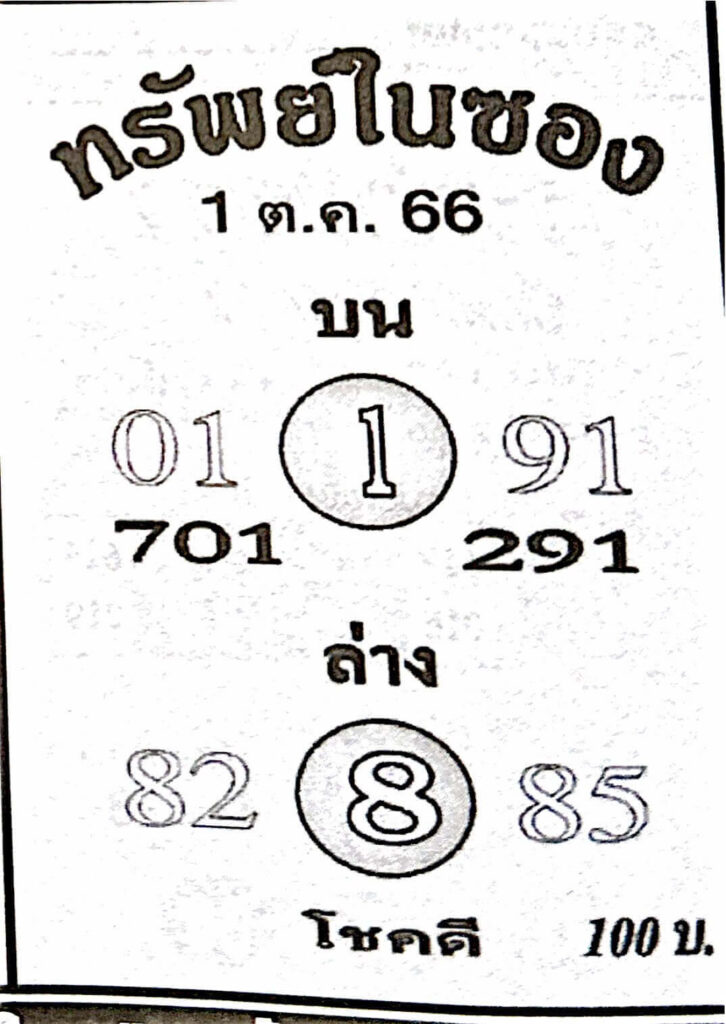 ทรัพย์ในซอง
1 ต.ค. 66
บน
01 1 91
701 291
ล่าง
82 8 85
โชคดี 100 บ.